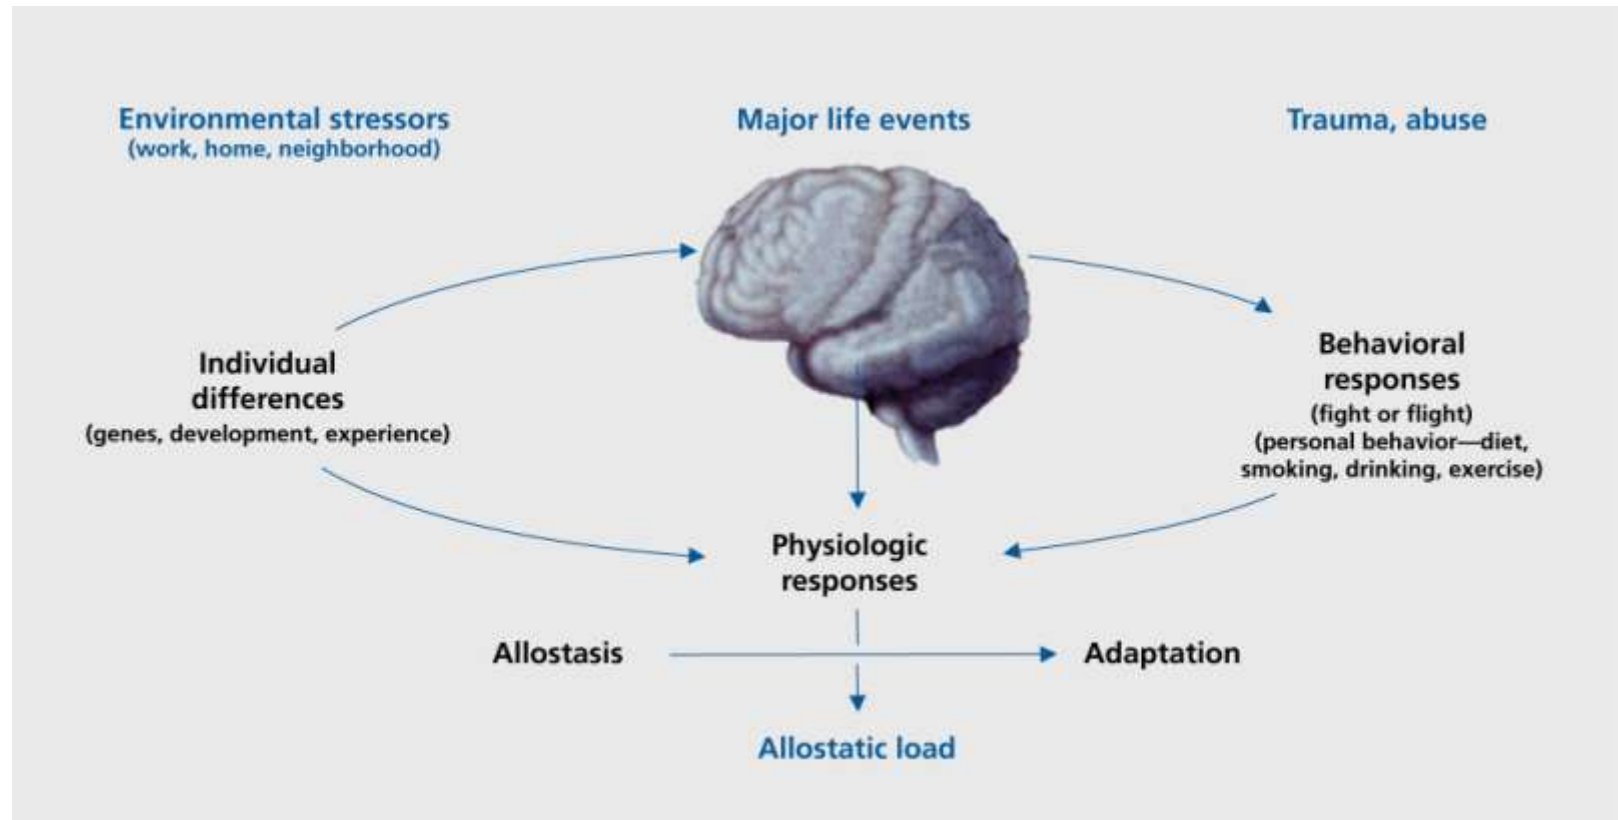 Environmental stressors
(work, home, neighborhood)
Major life events
Trauma, abuse
Individual
differences
(genes, development, experience)
Behavioral
responses
(fight or flight)
(personal behavior—diet,
smoking, drinking, exercise)
Physiologic
responses
Allostasis
Adaptation
Allostatic load